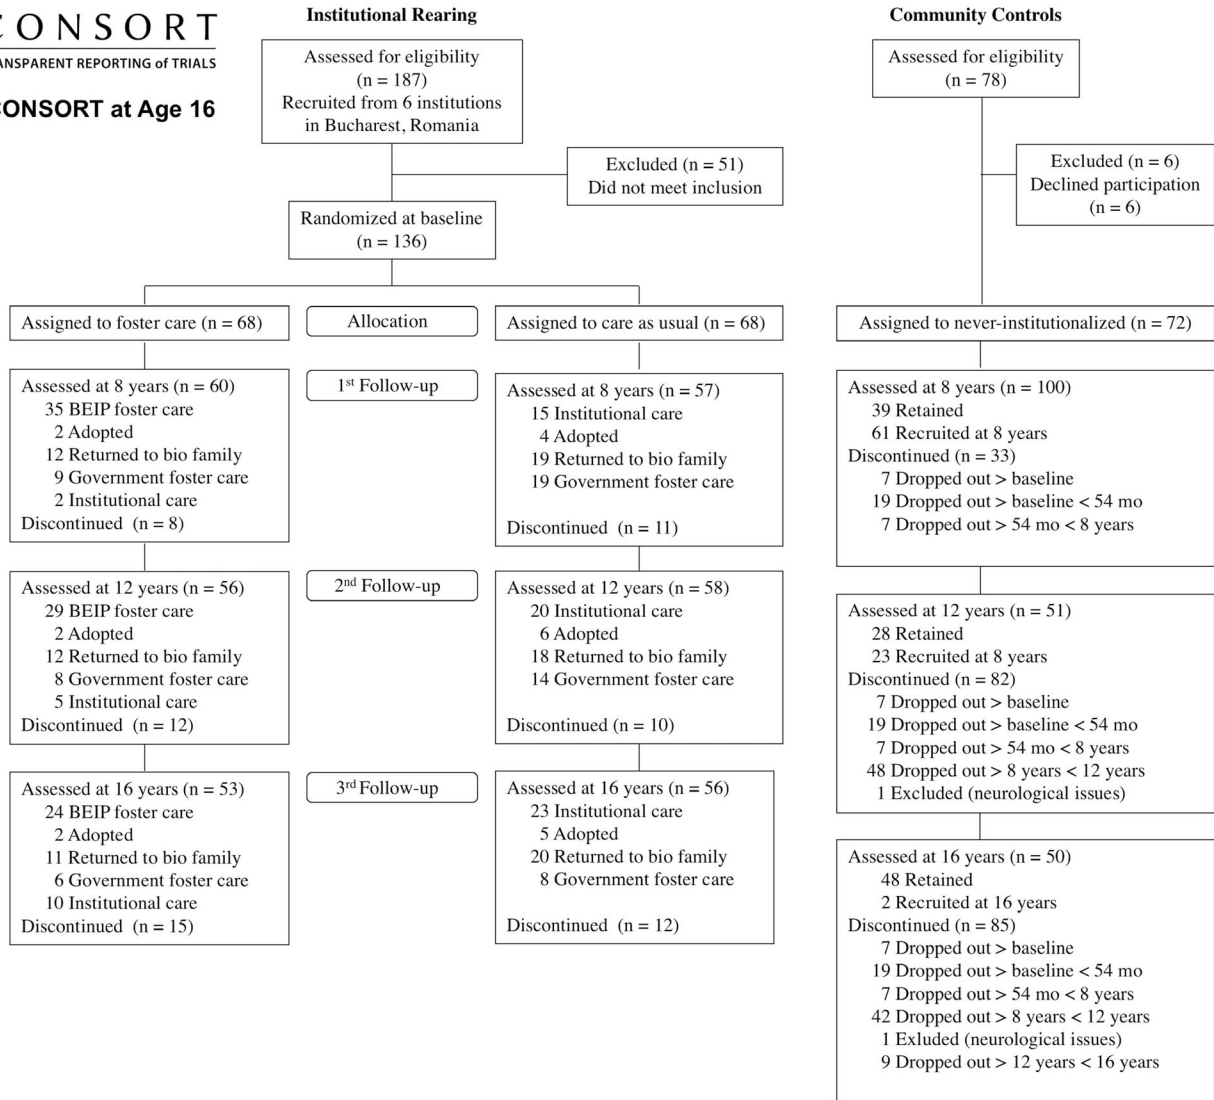 CONSORT
ANSPARENT REPORTING of TRIALS
CONSORT at Age 16
Institutional Rearing
Assessed for eligibility
(n = 187)
Recruited from 6 institutions
in Bucharest, Romania
Excluded (n = 51)
Did not meet inclusion
Randomized at baseline
(n = 136)
Community Controls
Assessed for eligibility
(n = 78)
Excluded (n = 6)
Declined participation
(n = 6)
Assigned to foster care (n = 68)
Allocation
Assigned to care as usual (n = 68)
Assigned to never-institutionalized (n = 72)
Assessed at 8 years (n = 60)
35 BEIP foster care
2 Adopted
12 Returned to bio family
9 Government foster care
2 Institutional care
Discontinued (n = 8)
1st Follow-up
Assessed at 8 years (n = 57)
15 Institutional care
4 Adopted
19 Returned to bio family
19 Government foster care
Discontinued (n = 11)
Assessed at 8 years (n = 100)
39 Retained
61 Recruited at 8 years
Discontinued (n = 33)
7 Dropped out > baseline
19 Dropped out > baseline < 54 mo
7 Dropped out > 54 mo < 8 years
Assessed at 12 years (n = 56)
29 BEIP foster care
2 Adopted
12 Returned to bio family
8 Government foster care
5 Institutional care
Discontinued (n = 12)
2nd Follow-up
Assessed at 12 years (n = 58)
20 Institutional care
6 Adopted
18 Returned to bio family
14 Government foster care
Discontinued (n = 10)
Assessed at 12 years (n = 51)
28 Retained
23 Recruited at 8 years
Discontinued (n = 82)
7 Dropped out > baseline
19 Dropped out > baseline < 54 mo
7 Dropped out > 54 mo < 8 years
48 Dropped out > 8 years < 12 years
1 Excluded (neurological issues)
Assessed at 16 years (n = 53)
24 BEIP foster care
2 Adopted
11 Returned to bio family
6 Government foster care
10 Institutional care
Discontinued (n = 15)
3rd Follow-up
Assessed at 16 years (n = 56)
23 Institutional care
5 Adopted
20 Returned to bio family
8 Government foster care
Discontinued (n = 12)
Assessed at 16 years (n = 50)
48 Retained
2 Recruited at 16 years
Discontinued (n = 85)
7 Dropped out > baseline
19 Dropped out > baseline < 54 mo
7 Dropped out > 54 mo < 8 years
42 Dropped out > 8 years < 12 years
1 Exluded (neurological issues)
9 Dropped out > 12 years < 16 years